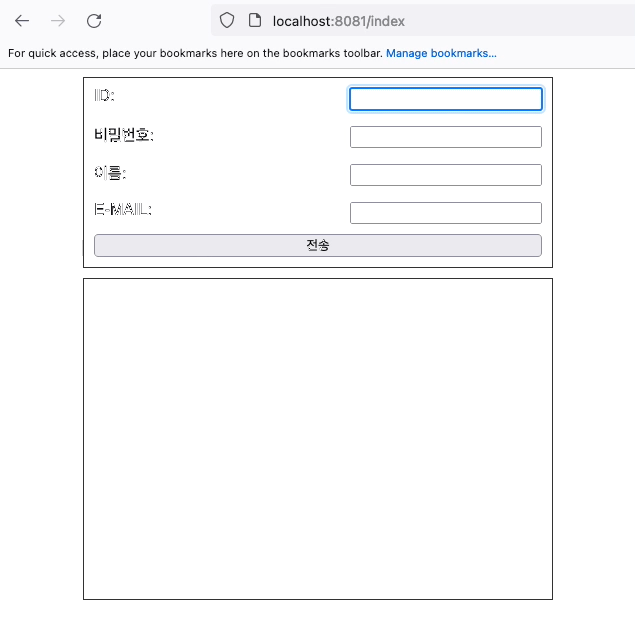 localhost:8081/index
For quick access, place your bookmarks here on the bookmarks toolbar. Manage bookmarks...
ID:
비밀번호:
이름:
E-MAIL:
전송